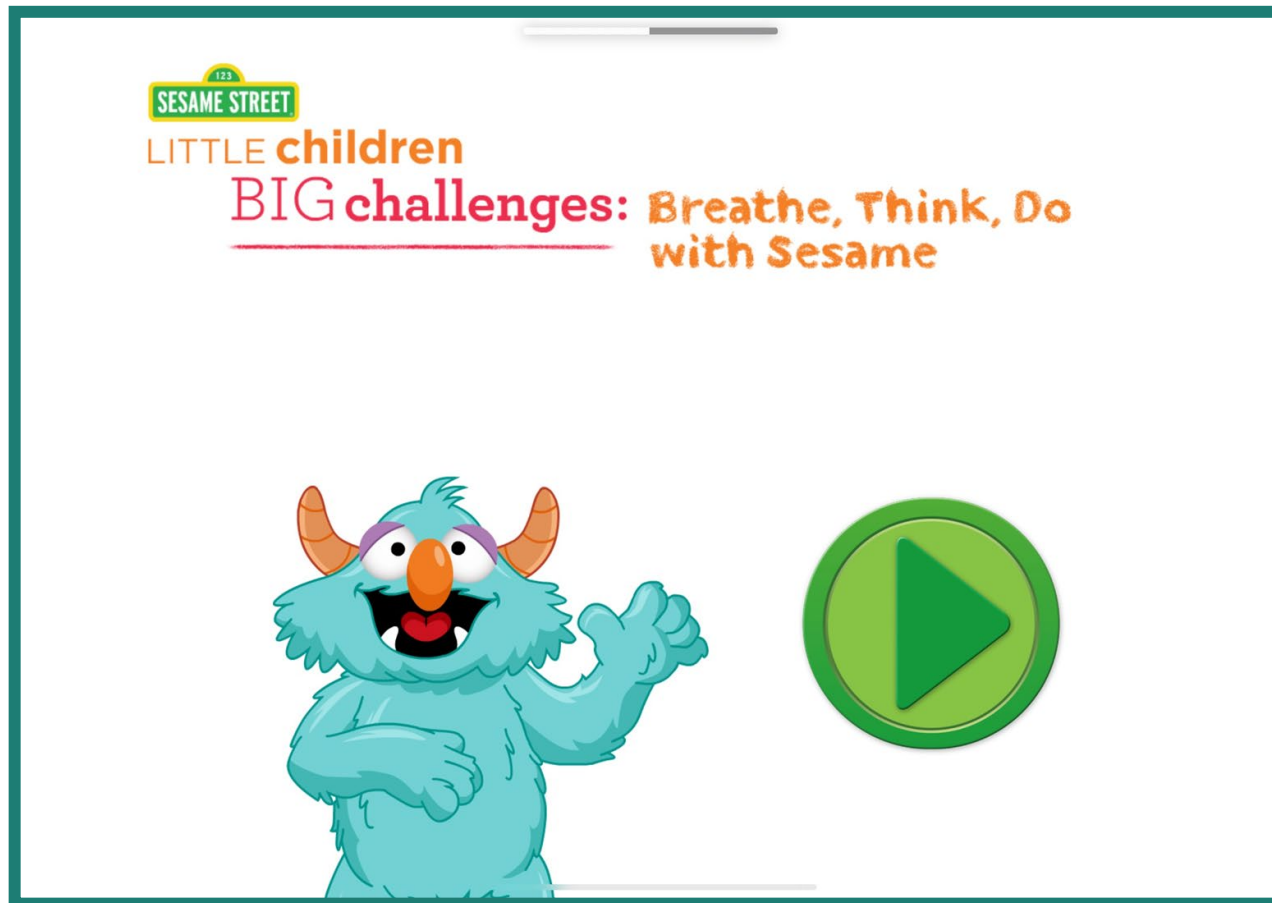 123
SESAME STREET
LITTLE children
BIG challenges: Breathe, Think, Do
with Sesame